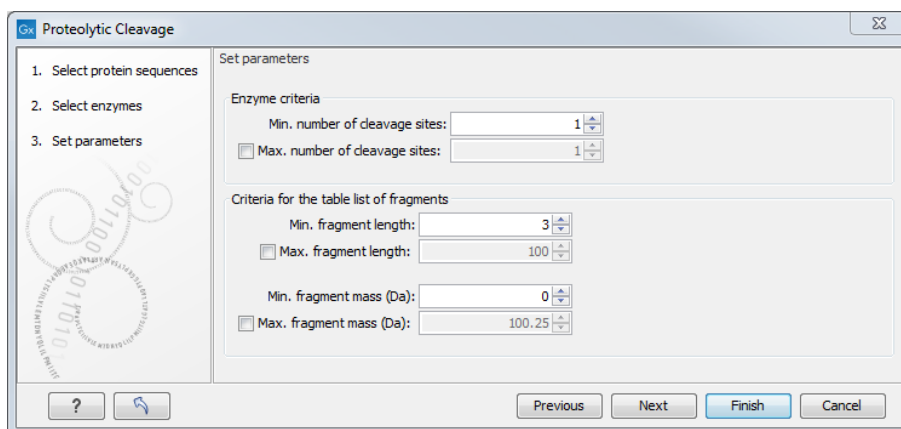 Gx Proteolytic Cleavage
1. Select protein sequences
2. Select enzymes
3. Set parameters
Set parameters
Enzyme criteria
Min. number of cleavage sites: 1
Max. number of cleavage sites: 1
Criteria for the table list of fragments
Min. fragment length: 3
Max. fragment length: 100
Min. fragment mass (Da): 0
Max. fragment mass (Da): 100.25
? Previous Next Finish Cancel